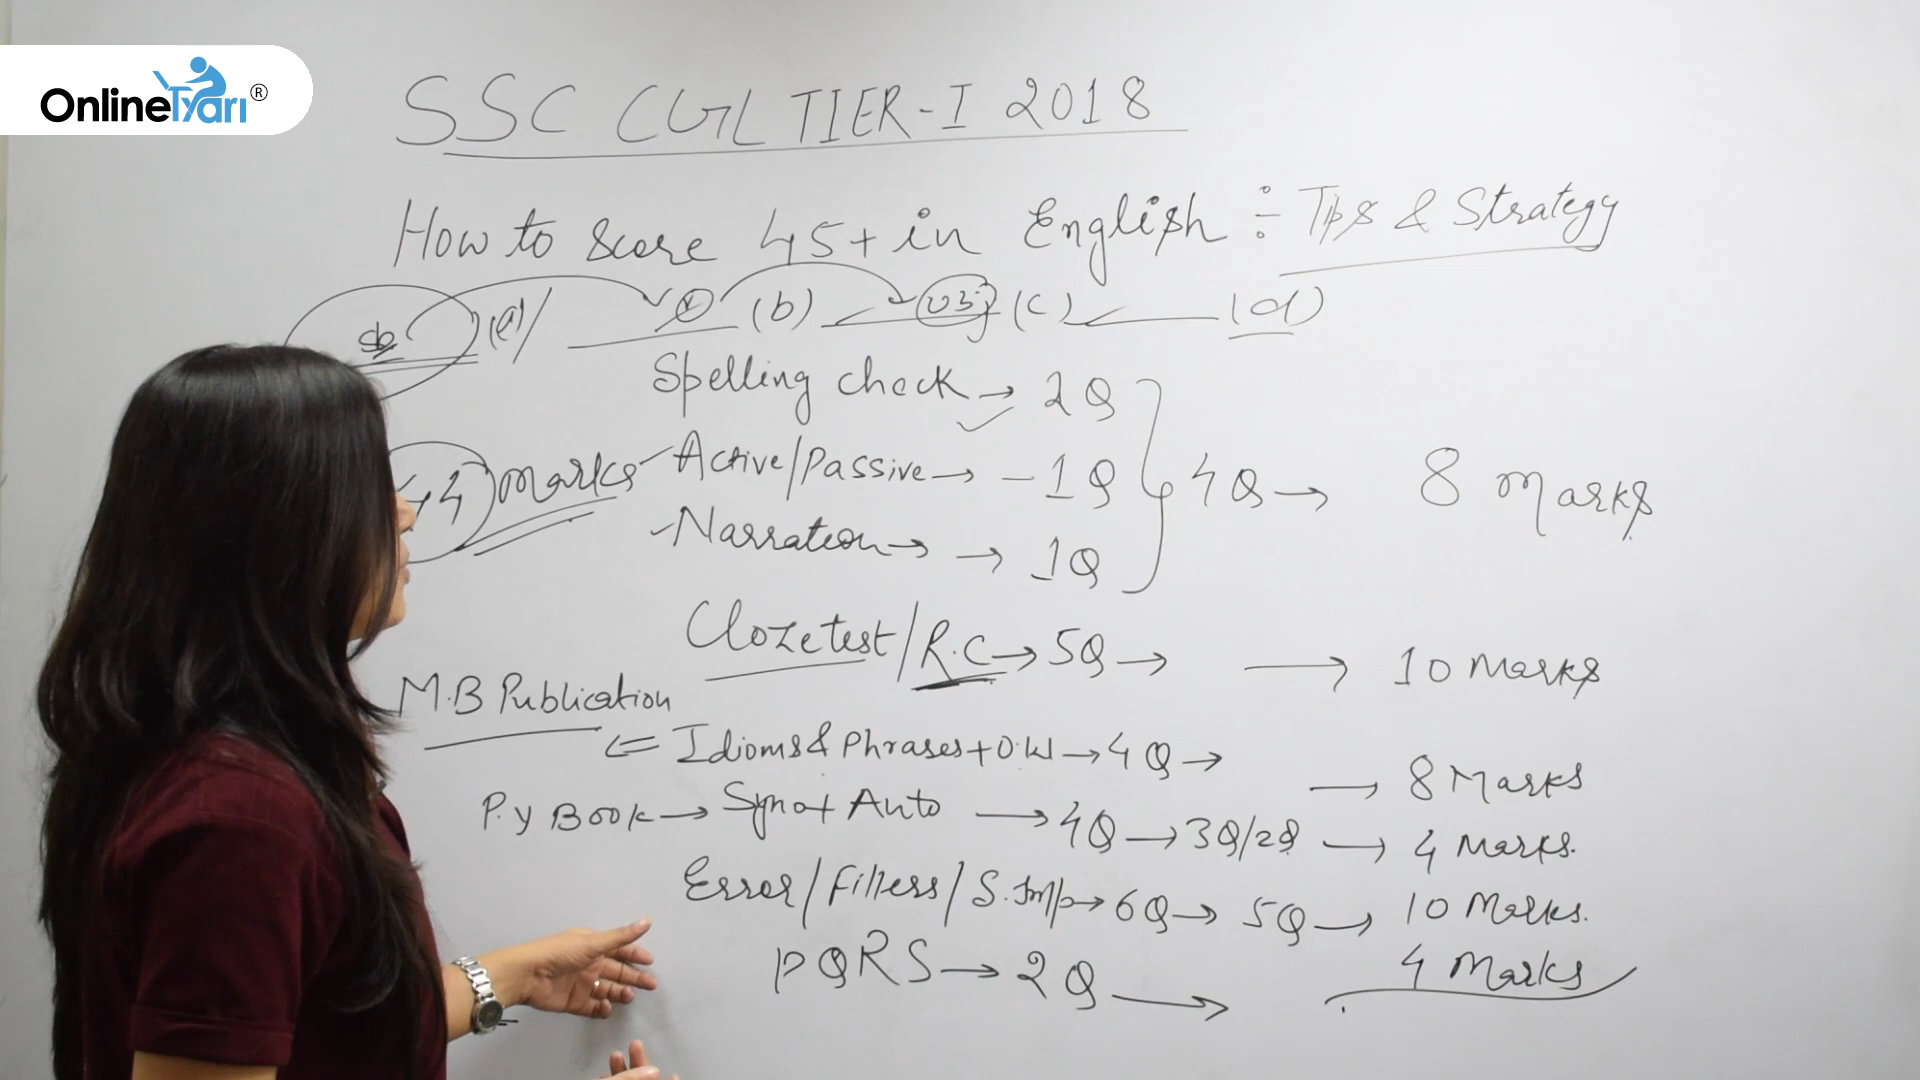 OnlineTyari®
SSC CGL TIER-I 2018
How to score 45+ in English ÷ Tips & Strategy
(a)/ (b) (c) (d)
Spelling check → 2Q
Active/Passive → - 1Q } 4Q → 8 Marks
44 Marks
Narration → → 1Q
Clozetest/R.C → 5Q → → 10 Marks
M.B Publication
⇐ Idioms & Phrases + O.W → 4Q → → 8 Marks
P.Y Book → Syno + Anto → 4Q → 3Q/2Q → 4 Marks.
Error/Fillers/S.Imp → 6Q → 5Q → 10 Marks.
PQRS → 2Q → 4 Marks